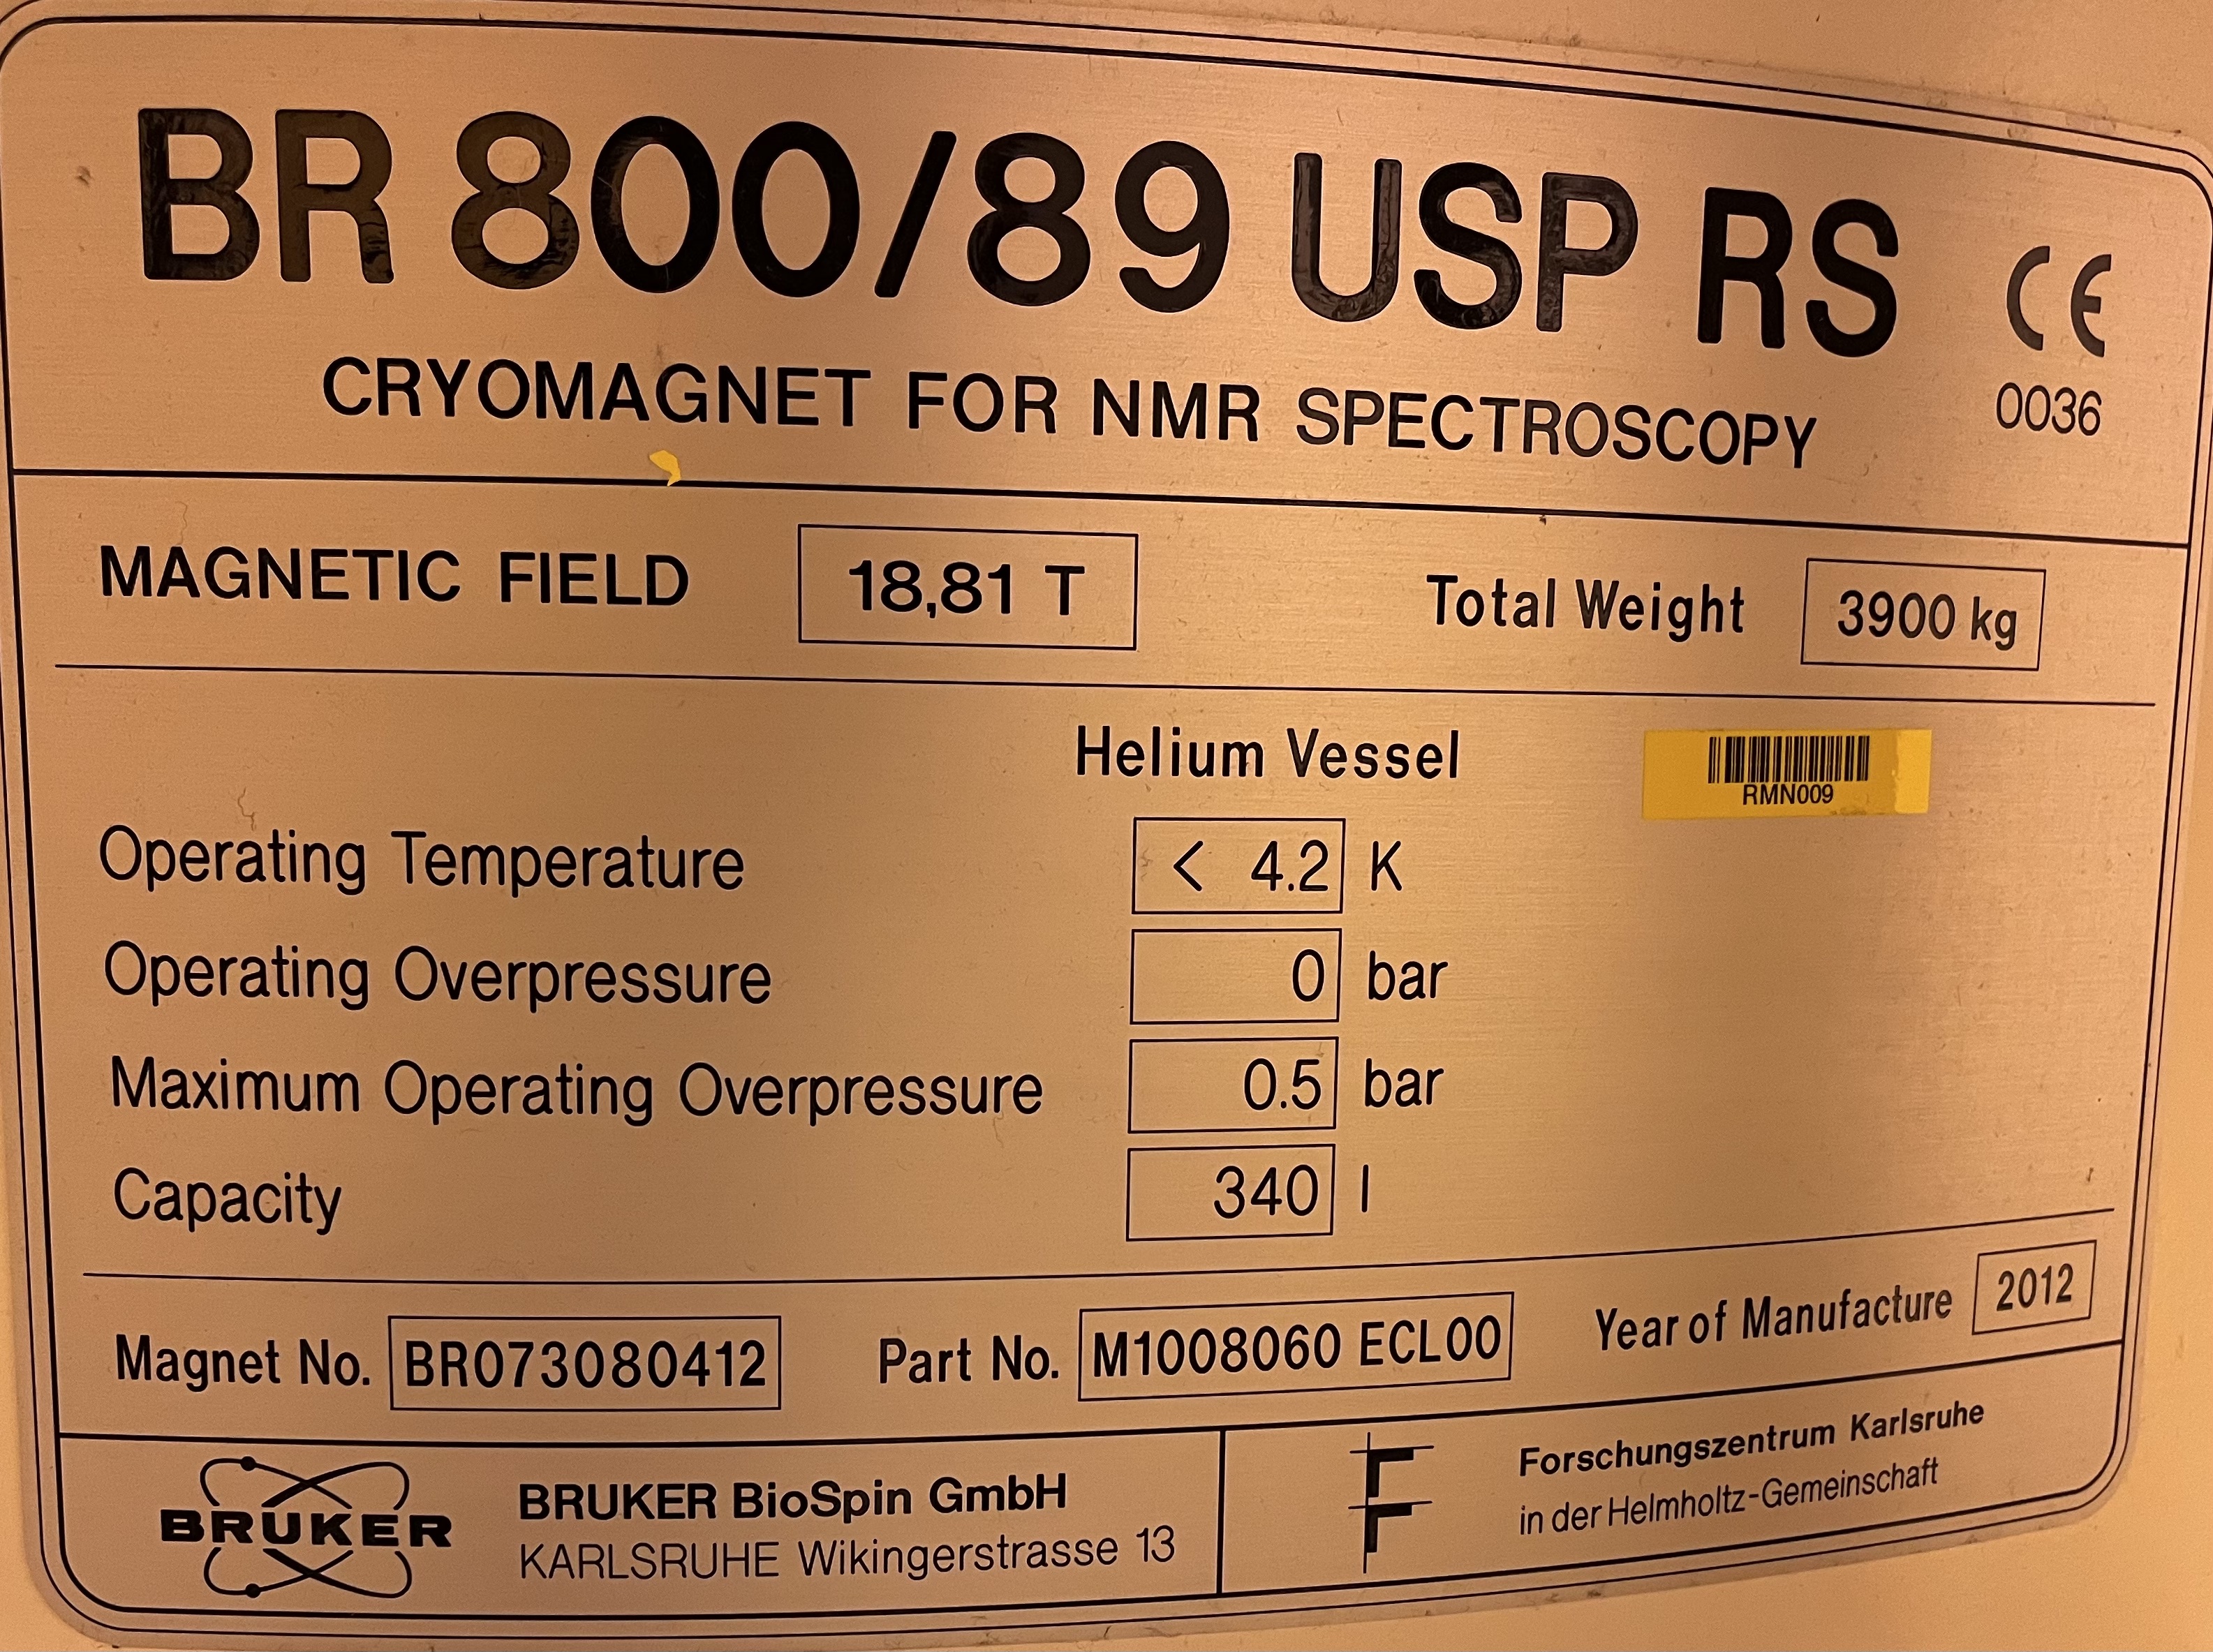 BR 800/89 USP RS CE
CRYOMAGNET FOR NMR SPECTROSCOPY 0036
MAGNETIC FIELD 18,81 T Total Weight 3900 kg
Helium Vessel
RMN009
Operating Temperature < 4.2 K
Operating Overpressure 0 bar
Maximum Operating Overpressure 0.5 bar
Capacity 340 l
Magnet No. BR073080412 Part No. M1008060 ECL00 Year of Manufacture 2012
BRUKER
BRUKER BioSpin GmbH
KARLSRUHE Wikingerstrasse 13
Forschungszentrum Karlsruhe
in der Helmholtz-Gemeinschaft